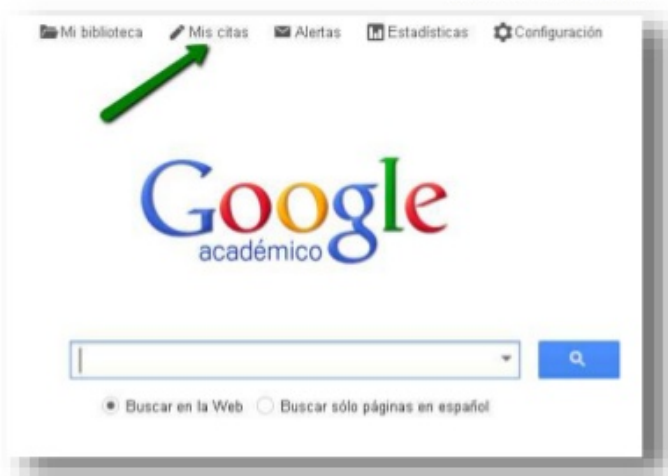 Mi biblioteca Mis citas Alertas Estadísticas Configuración
Google
académico
Buscar en la Web Buscar sólo páginas en español